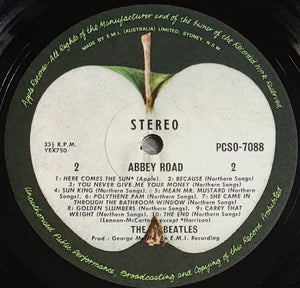 Apple Records. All Rights of the Manufacturer and of the Owner of the Recorded Work Reserved
MADE BY E.M.I. (AUSTRALIA) LIMITED, SYDNEY N S W
STEREO
33⅓ R.P.M.
YEX750
PCSO-7088
2 ABBEY ROAD 2
1) HERE COMES THE SUN* (Apple). 2) BECAUSE (Northern Songs)
3) YOU NEVER GIVE ME YOUR MONEY (Northern Songs)
4) SUN KING (Northern Songs) 5) MEAN MR. MUSTARD (Northern
Songs) 6) POLYTHENE PAM (Northern Songs) 7) SHE CAME IN
THROUGH THE BATHROOM WINDOW (Northern Songs)
8) GOLDEN SLUMBERS (Northern Songs) 9) CARRY THAT
WEIGHT (Northern Songs) 10) THE END (Northern Songs)
(Lennon-McCartney except *Harrison)
THE BEATLES
Prod.: George M E.M.I. Recording
Unauthorised Public Performance, Broadcasting and Copying of this Record Prohibited